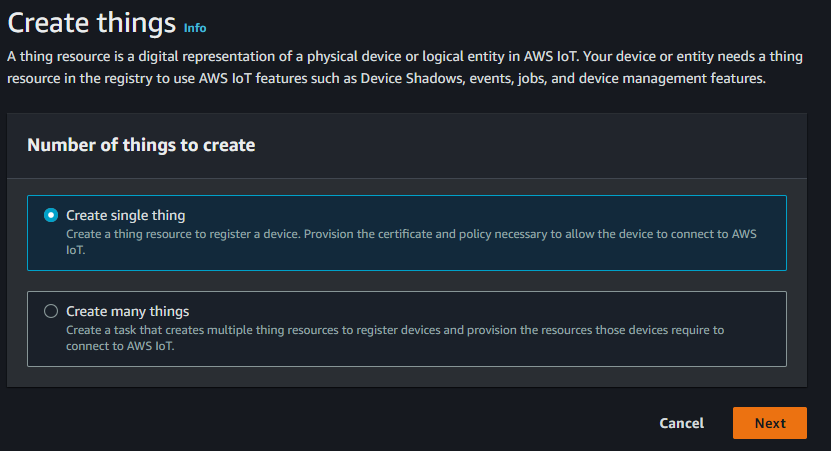 Create things Info
A thing resource is a digital representation of a physical device or logical entity in AWS IoT. Your device or entity needs a thing
resource in the registry to use AWS IoT features such as Device Shadows, events, jobs, and device management features.
Number of things to create
Create single thing
Create a thing resource to register a device. Provision the certificate and policy necessary to allow the device to connect to AWS
IoT.
Create many things
Create a task that creates multiple thing resources to register devices and provision the resources those devices require to
connect to AWS IoT.
Cancel Next